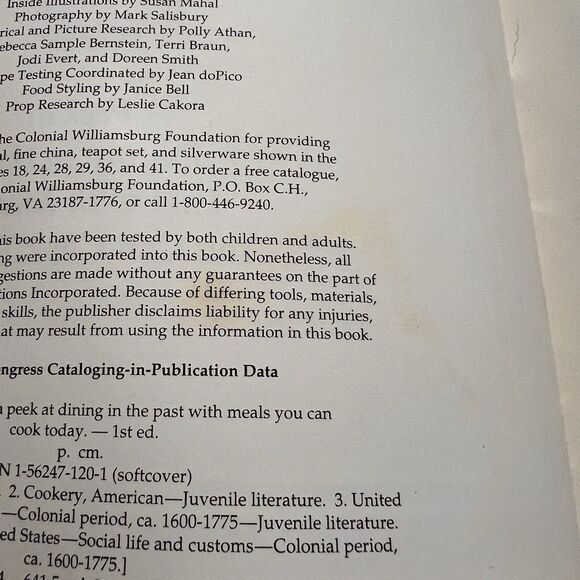 Inside Illustrations by Susan Mahal
Photography by Mark Salisbury
rical and Picture Research by Polly Athan,
ebecca Sample Bernstein, Terri Braun,
Jodi Evert, and Doreen Smith
pe Testing Coordinated by Jean doPico
Food Styling by Janice Bell
Prop Research by Leslie Cakora
he Colonial Williamsburg Foundation for providing
al, fine china, teapot set, and silverware shown in the
es 18, 24, 28, 29, 36, and 41. To order a free catalogue,
onial Williamsburg Foundation, P.O. Box C.H.,
urg, VA 23187-1776, or call 1-800-446-9240.
his book have been tested by both children and adults.
ng were incorporated into this book. Nonetheless, all
gestions are made without any guarantees on the part of
tions Incorporated. Because of differing tools, materials,
skills, the publisher disclaims liability for any injuries,
hat may result from using the information in this book.
ngress Cataloging-in-Publication Data
a peek at dining in the past with meals you can
cook today. — 1st ed.
p. cm.
N 1-56247-120-1 (softcover)
. 2. Cookery, American—Juvenile literature. 3. United
—Colonial period, ca. 1600-1775—Juvenile literature.
ed States—Social life and customs—Colonial period,
ca. 1600-1775.]